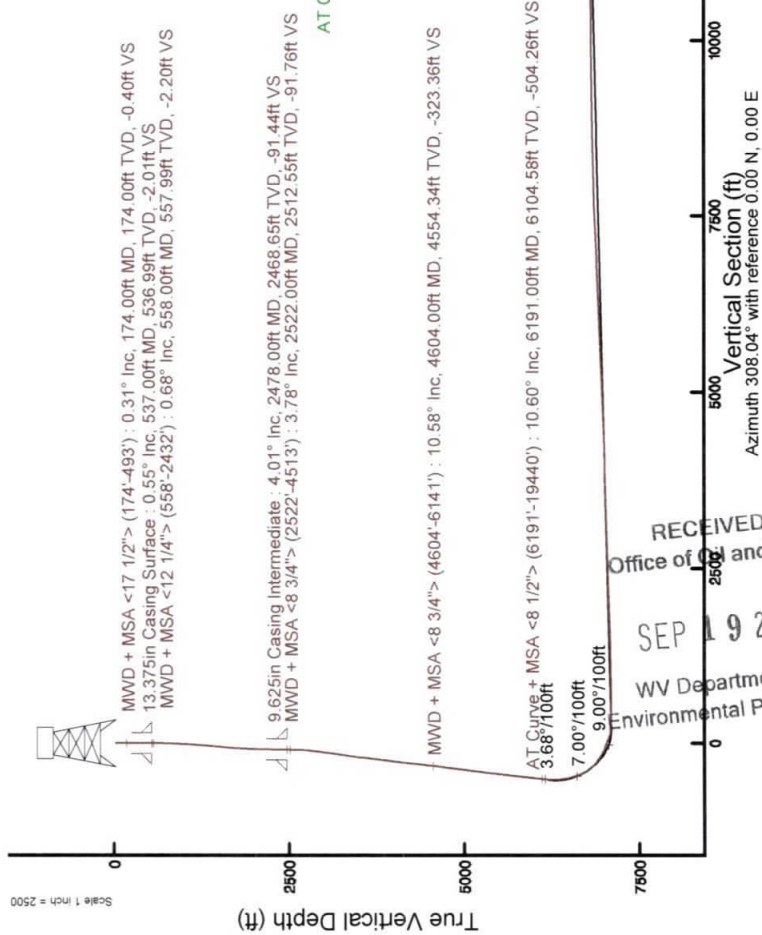 Scale 1 inch = 2500
MWD + MSA <17 1/2"> (174'-493') : 0.31° Inc, 174.00ft MD, 174.00ft TVD, -0.40ft VS
13.375in Casing Surface : 0.55° Inc, 537.00ft MD, 536.99ft TVD, -2.01ft VS
MWD + MSA <12 1/4"> (558'-2432') : 0.68° Inc, 558.00ft MD, 557.99ft TVD, -2.20ft VS
9.625in Casing Intermediate : 4.01° Inc, 2478.00ft MD, 2468.65ft TVD, -91.44ft VS
MWD + MSA <8 3/4"> (2522'-4513') : 3.78° Inc, 2522.00ft MD, 2512.55ft TVD, -91.76ft VS
AT
MWD + MSA <8 3/4"> (4604'-6141') : 10.58° Inc, 4604.00ft MD, 4554.34ft TVD, -323.36ft VS
AT Curve + MSA <8 1/2"> (6191'-19440') : 10.60° Inc, 6191.00ft MD, 6104.58ft TVD, -504.26ft VS
3.68°/100ft
7.00°/100ft
9.00°/100ft
True Vertical Depth (ft)
0
2500
5000
7500
0
2500
5000
7500
10000
Vertical Section (ft)
Azimuth 308.04° with reference 0.00 N, 0.00 E
RECEIVED
Office of Oil and
SEP 19 2
WV Departme
Environmental P